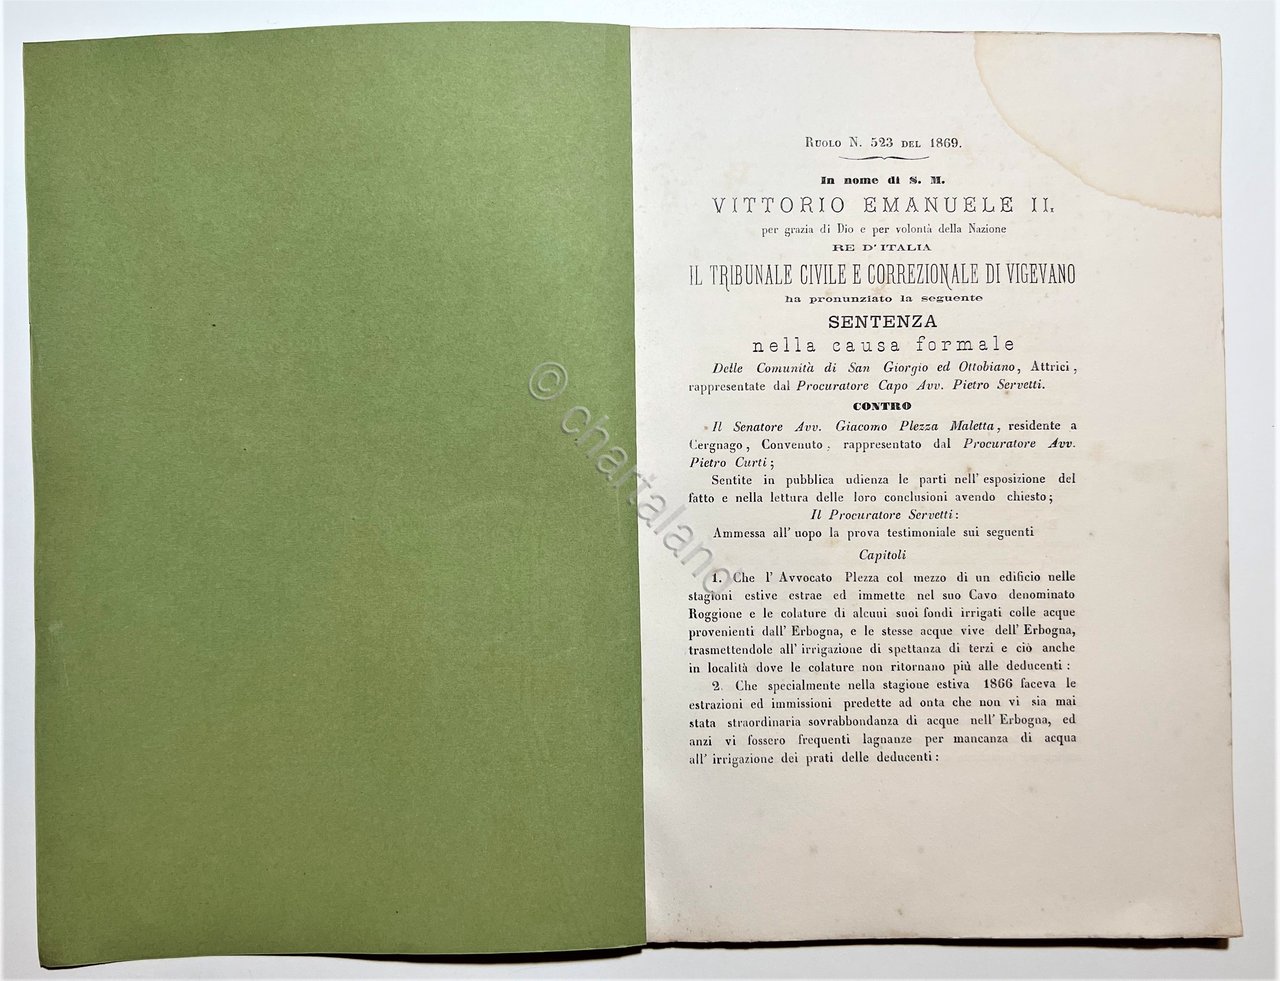 RUOLO N. 523 DEL 1869.
In nome di S. M.
VITTORIO EMANUELE II.
per grazia di Dio e per volontà della Nazione
RE D'ITALIA
IL TRIBUNALE CIVILE E CORREZIONALE DI VIGEVANO
ha pronunziato la seguente
SENTENZA
nella causa formale
Delle Comunità di San Giorgio ed Ottobiano, Attrici,
rappresentate dal Procuratore Capo Avv. Pietro Servetti.
CONTRO
Il Senatore Avv. Giacomo Plezza Maletta, residente a
Cergnago, Convenuto, rappresentato dal Procuratore Avv.
Pietro Curti;
Sentite in pubblica udienza le parti nell'esposizione del
fatto e nella lettura delle loro conclusioni avendo chiesto;
Il Procuratore Servetti:
Ammessa all'uopo la prova testimoniale sui seguenti
Capitoli
1. Che l'Avvocato Plezza col mezzo di un edificio nelle
stagioni estive estrae ed immette nel suo Cavo denominato
Roggione e le colature di alcuni suoi fondi irrigati colle acque
provenienti dall'Erbogna, e le stesse acque vive dell'Erbogna,
trasmettendole all'irrigazione di spettanza di terzi e ciò anche
in località dove le colature non ritornano più alle deducenti:
2. Che specialmente nella stagione estiva 1866 faceva le
estrazioni ed immissioni predette ad onta che non vi sia mai
stata straordinaria sovrabbondanza di acque nell'Erbogna, ed
anzi vi fossero frequenti lagnanze per mancanza di acqua
all'irrigazione dei prati delle deducenti:
© chartaland